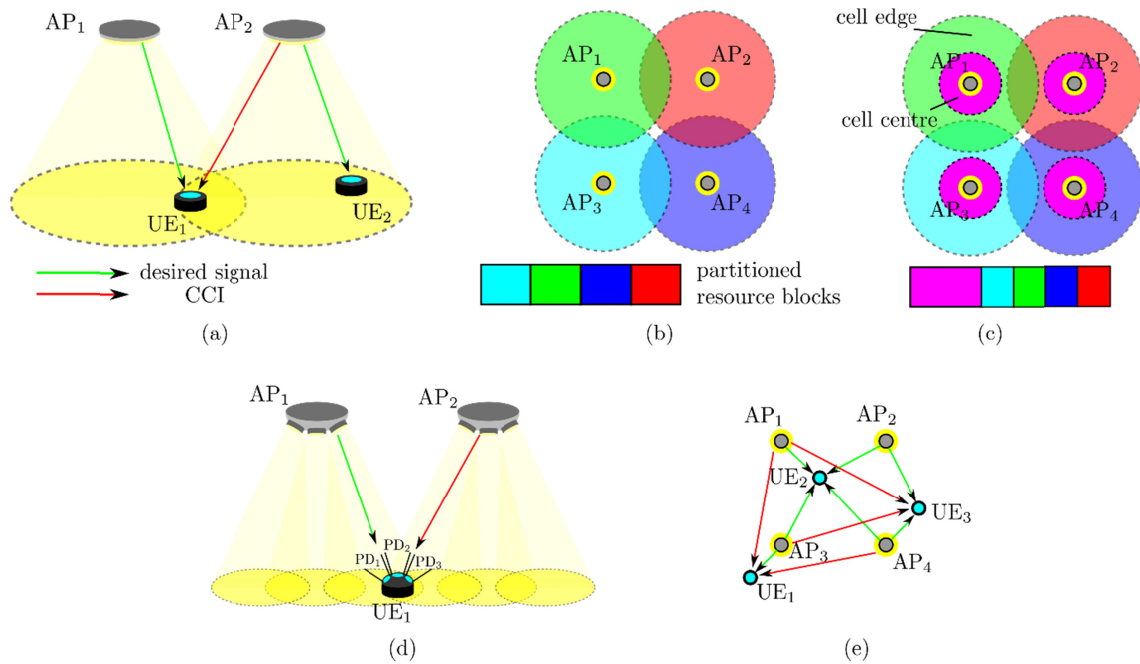 AP1
AP2
UE1
UE2
desired signal
CCI
(a)
AP1
AP2
AP3
AP4
partitioned
resource blocks
(b)
cell edge
AP1
AP2
cell centre
AP3
AP4
(c)
AP1
AP2
PD1
PD2
PD3
UE1
(d)
AP1
AP2
UE2
UE3
AP3
AP4
UE1
(e)